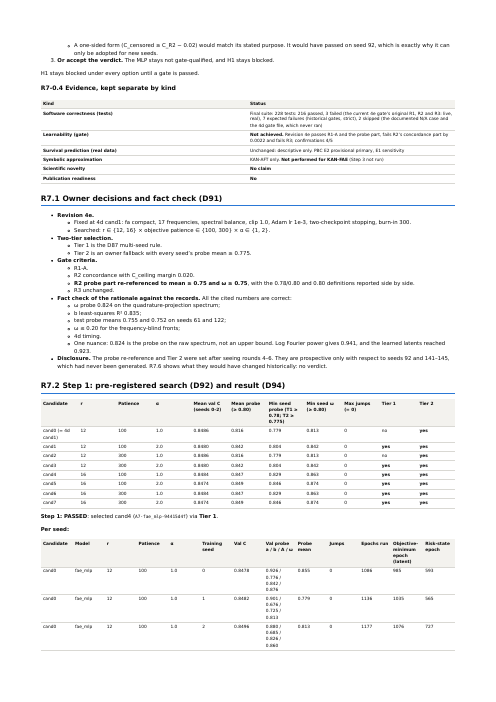 ○ A one-sided form (C_censored ≥ C_R2 − 0.02) would match its stated purpose. It would have passed on seed 92, which is exactly why it can
only be adopted for new seeds.
3. Or accept the verdict. The MLP stays not gate-qualified, and H1 stays blocked.
H1 stays blocked under every option until a gate is passed.
R7-0.4 Evidence, kept separate by kind
Kind Status
Software correctness (tests) Final suite: 228 tests: 216 passed, 3 failed (the current 4e gate's original R1, R2 and R3: live,
real), 7 expected failures (historical gates, strict), 2 skipped (the documented N/A case and
the 4d gate file, which never ran)
Learnability (gate) Not achieved. Revision 4e passes R1-A and the probe part, fails R2's concordance part by
0.0022 and fails R3; confirmations 4/5
Survival prediction (real data) Unchanged: descriptive only. PBC E2 provisional primary, E1 sensitivity
Symbolic approximation KAN-AFT only. Not performed for KAN-FAE (Step 3 not run)
Scientific novelty No claim
Publication readiness No
R7.1 Owner decisions and fact check (D91)
• Revision 4e.
○ Fixed at 4d cand1: fa compact, 17 frequencies, spectral balance, clip 1.0, Adam lr 1e-3, two-checkpoint stopping, burn-in 300.
○ Searched: r ∈ {12, 16} × objective patience ∈ {100, 300} × α ∈ {1, 2}.
• Two-tier selection.
○ Tier 1 is the D87 multi-seed rule.
○ Tier 2 is an owner fallback with every seed's probe mean ≥ 0.775.
• Gate criteria.
○ R1-A.
○ R2 concordance with C_ceiling margin 0.020.
○ R2 probe part re-referenced to mean ≥ 0.75 and ω ≥ 0.75, with the 0.78/0.80 and 0.80 definitions reported side by side.
○ R3 unchanged.
• Fact check of the rationale against the records. All the cited numbers are correct:
○ ω probe 0.824 on the quadrature-projection spectrum;
○ b least-squares R² 0.835;
○ test probe means 0.755 and 0.752 on seeds 61 and 122;
○ ω ≤ 0.20 for the frequency-blind fronts;
○ 4d timing.
○ One nuance: 0.824 is the probe on the raw spectrum, not an upper bound. Log Fourier power gives 0.941, and the learned latents reached
0.923.
• Disclosure. The probe re-reference and Tier 2 were set after seeing rounds 4–6. They are prospective only with respect to seeds 92 and 141–145,
which had never been generated. R7.6 shows what they would have changed historically: no verdict.
R7.2 Step 1: pre-registered search (D92) and result (D94)
Candidate r Patience α Mean val C (seeds 0-2) Mean probe (≥ 0.80) Min seed probe (T1 ≥ 0.78; T2 ≥ 0.775) Min seed ω (≥ 0.80) Max jumps (= 0) Tier 1 Tier 2
cand0 (= 4d cand1) 12 100 1.0 0.8486 0.816 0.779 0.813 0 no yes
cand1 12 100 2.0 0.8480 0.842 0.804 0.842 0 yes yes
cand2 12 300 1.0 0.8486 0.816 0.779 0.813 0 no yes
cand3 12 300 2.0 0.8480 0.842 0.804 0.842 0 yes yes
cand4 16 100 1.0 0.8484 0.847 0.829 0.863 0 yes yes
cand5 16 100 2.0 0.8474 0.849 0.846 0.874 0 yes yes
cand6 16 300 1.0 0.8484 0.847 0.829 0.863 0 yes yes
cand7 16 300 2.0 0.8474 0.849 0.846 0.874 0 yes yes
Step 1: PASSED: selected cand4 via Tier 1.
Per seed:
Candidate Model r Patience α Training seed Val C Val probe a / b / A / ω Probe mean Jumps Epochs run Objective-minimum epoch (latent) Risk-state epoch
cand0 fae_mlp 12 100 1.0 0 0.8478 0.926 / 0.776 / 0.842 / 0.876 0.855 0 1086 985 593
cand0 fae_mlp 12 100 1.0 1 0.8482 0.901 / 0.676 / 0.725 / 0.813 0.779 0 1136 1035 565
cand0 fae_mlp 12 100 1.0 2 0.8496 0.880 / 0.685 / 0.826 / 0.860 0.813 0 1177 1076 727